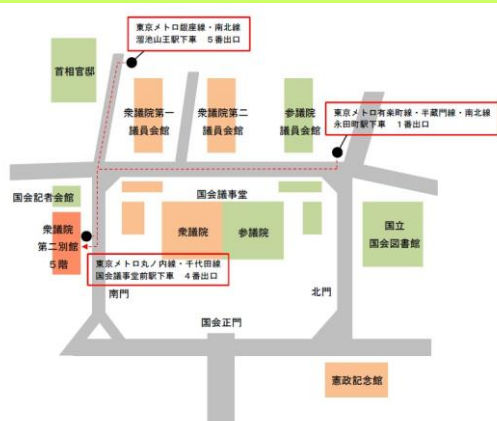 東京メトロ銀座線・南北線
溜池山王駅下車　５番出口
首相官邸
衆議院第一
議員会館
衆議院第二
議員会館
参議院
議員会館
東京メトロ有楽町線・半蔵門線・南北線
永田町駅下車　１番出口
国会記者会館
国会議事堂
衆議院
第二別館
５階
衆議院
参議院
国立
国会図書館
東京メトロ丸ノ内線・千代田線
国会議事堂前駅下車　４番出口
南門
北門
国会正門
憲政記念館